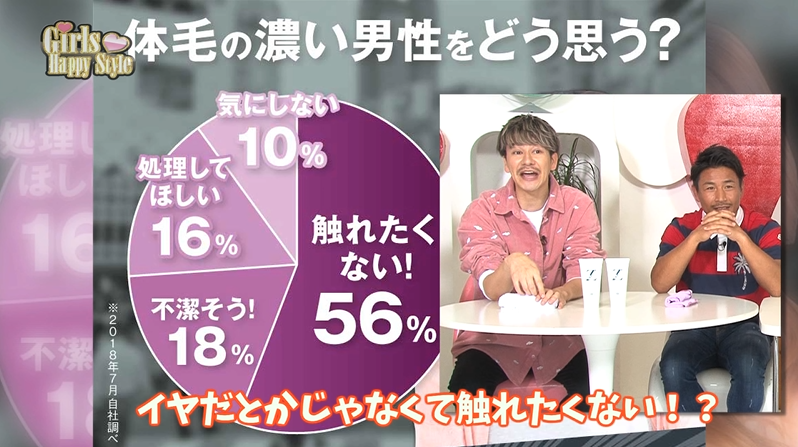 Girls
Happy Style
体毛の濃い男性をどう思う?
気にしない
10%
処理して
ほしい
16%
触れたく
ない!
56%
不潔そう!
18%
処理し
ほし
16
不潔そ
18
※2018年7月自社調べ
イヤだとかじゃなくて触れたくない！？